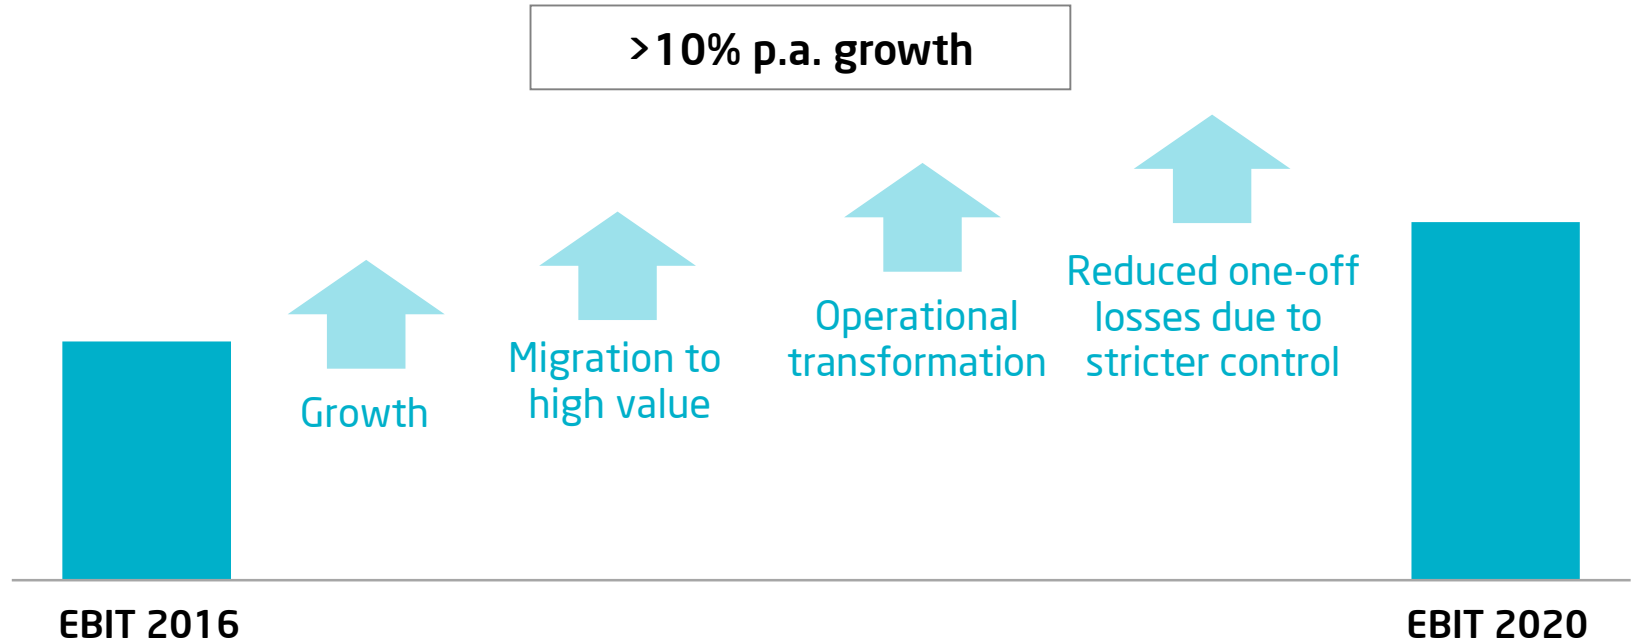 >10% p.a. growth
Growth
Migration to
high value
Operational
transformation
Reduced one-off
losses due to
stricter control
EBIT 2016
EBIT 2020